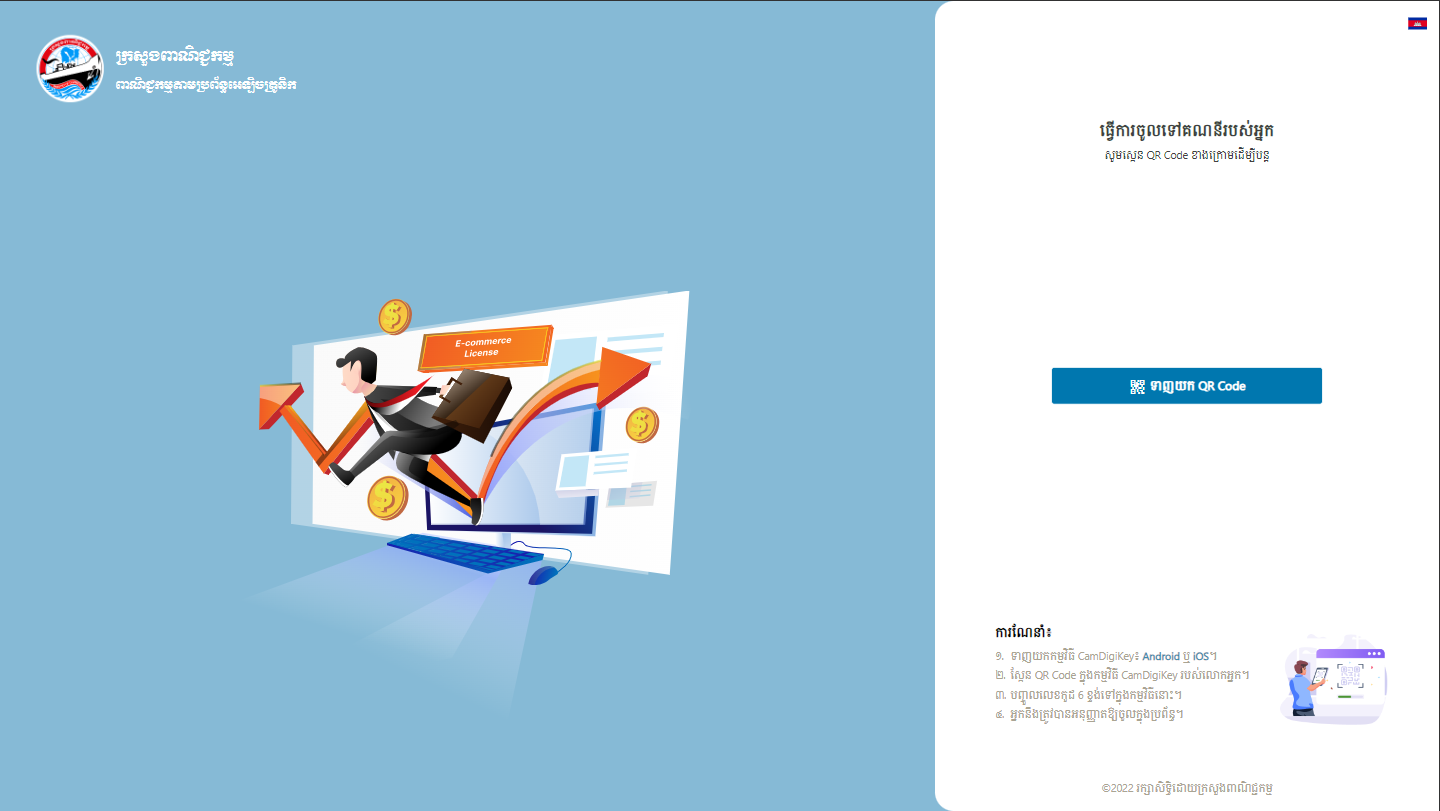 ក្រសួងពាណិជ្ជកម្ម
ពាណិជ្ជកម្មតាមប្រព័ន្ធអេឡិចត្រូនិក
E-commerce
License
ធ្វើការចូលទៅគណនីរបស់អ្នក
សូមស្កេន QR Code ខាងក្រោមដើម្បីបន្ត
ទាញយក QR Code
ការណែនាំ៖
១. ទាញយកកម្មវិធី CamDigiKey៖ Android ឬ iOS។
២. ស្កែន QR Code ក្នុងកម្មវិធី CamDigiKey របស់លោកអ្នក។
៣. បញ្ចូលលេខកូដ 6 ខ្ទង់ទៅក្នុងកម្មវិធីនោះ។
៤. អ្នកនឹងត្រូវបានអនុញ្ញាតឱ្យចូលក្នុងប្រព័ន្ធ។
©2022 រក្សាសិទ្ធិដោយក្រសួងពាណិជ្ជកម្ម